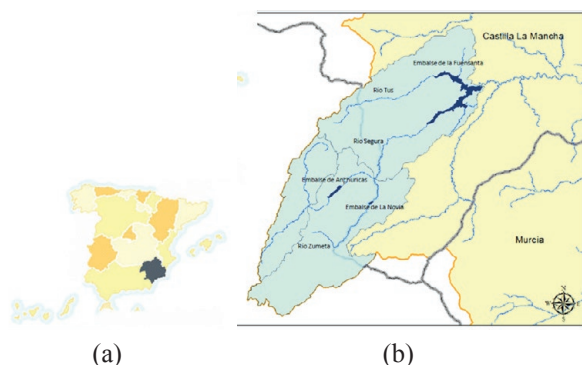 Castilla La Mancha
Embalse de la Fuensanta
Río Tus
Río Segura
Embalse de Anchuricas
Embalse de La Novia
Río Zumeta
Murcia
N
W E
S
(a) (b)